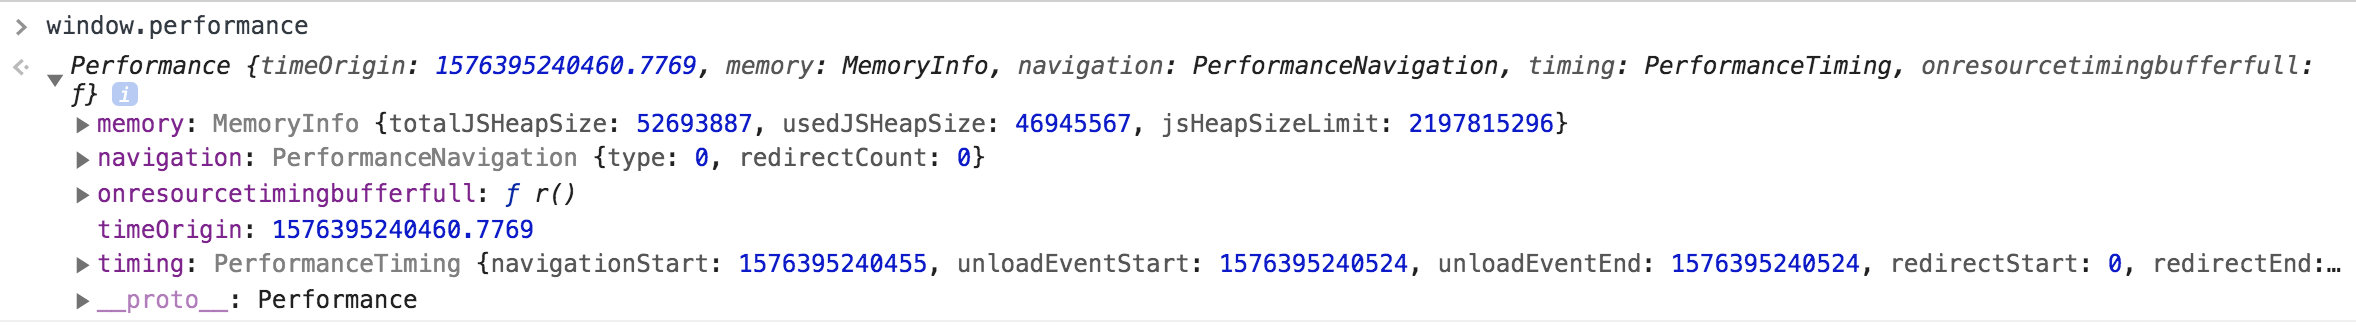 > window.performance
Performance {timeOrigin: 1576395240460.7769, memory: MemoryInfo, navigation: PerformanceNavigation, timing: PerformanceTiming, onresourcetimingbufferfull:
ƒ} i
memory: MemoryInfo {totalJSHeapSize: 52693887, usedJSHeapSize: 46945567, jsHeapSizeLimit: 2197815296}
navigation: PerformanceNavigation {type: 0, redirectCount: 0}
onresourcetimingbufferfull: ƒ r()
timeOrigin: 1576395240460.7769
timing: PerformanceTiming {navigationStart: 1576395240455, unloadEventStart: 1576395240524, unloadEventEnd: 1576395240524, redirectStart: 0, redirectEnd:…
__proto__: Performance